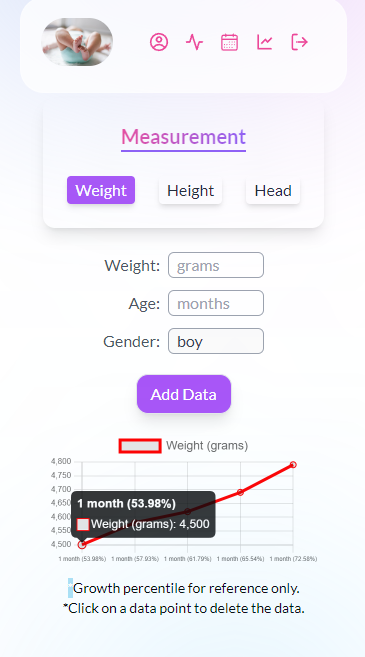 Measurement
Weight Height Head
Weight: grams
Age: months
Gender: boy
Add Data
Weight (grams)
4,800
4,750
4,700
4,650
4,600
4,550
4,500
1 month (53.98%)
Weight (grams): 4,500
1 month (53.98%) 1 month (57.93%) 1 month (61.79%) 1 month (65.54%) 1 month (72.58%)
Growth percentile for reference only.
*Click on a data point to delete the data.